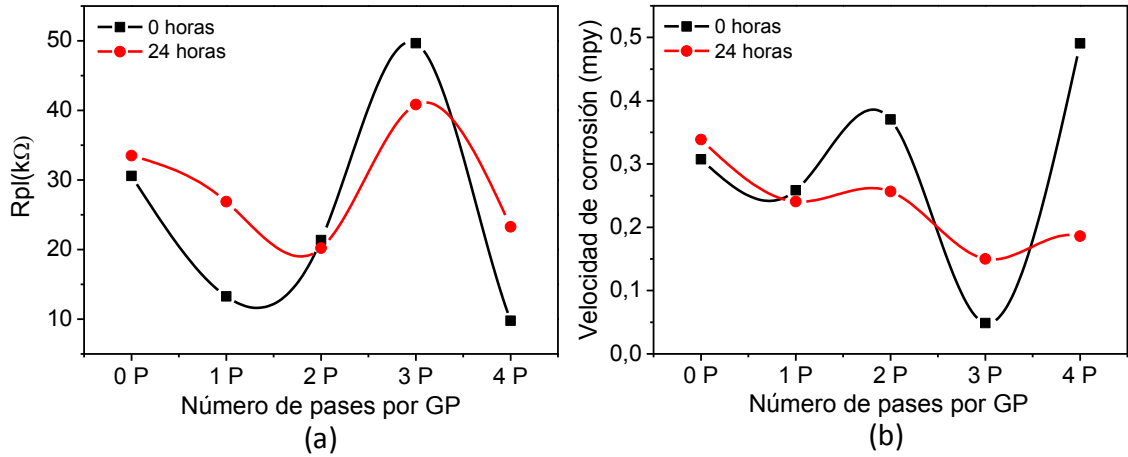 0 horas
24 horas
Rpl(kΩ)
50
40
30
20
10
0 P 1 P 2 P 3 P 4 P
Número de pases por GP
(a)
0 horas
24 horas
Velocidad de corrosión (mpy)
0,5
0,4
0,3
0,2
0,1
0,0
0 P 1 P 2 P 3 P 4 P
Número de pases por GP
(b)